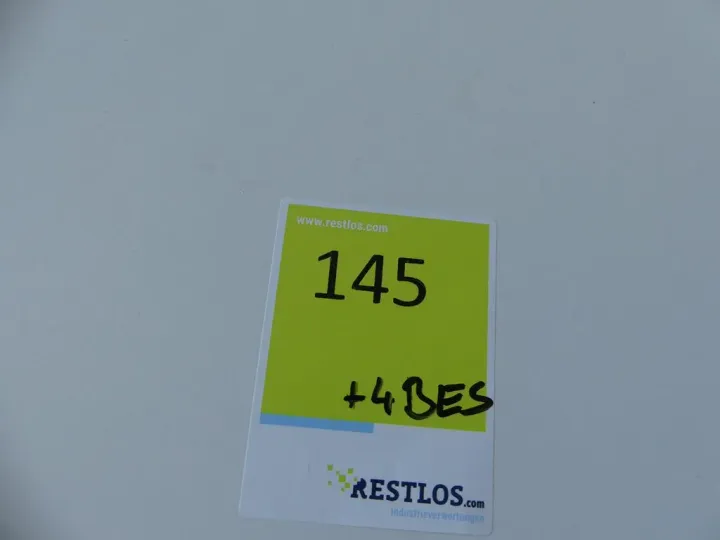 www.restlos.com
145
+4 BES
RESTLOS.com
industrieverwertungen